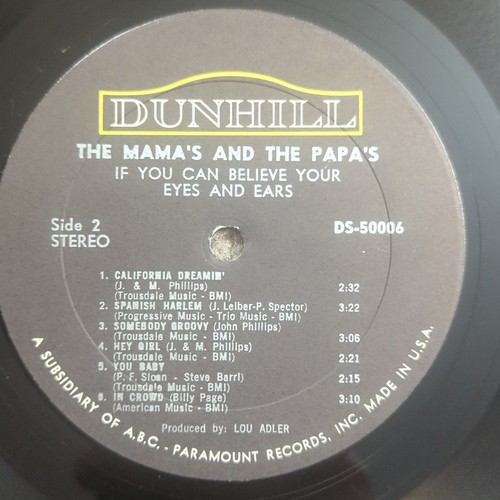 DUNHILL
THE MAMA'S AND THE PAPA'S
IF YOU CAN BELIEVE YOUR
EYES AND EARS
Side 2
STEREO
DS-50006
1. CALIFORNIA DREAMIN'
(J. & M. Phillips) 2:32
(Trousdale Music - BMI)
2. SPANISH HARLEM (J. Leiber-P. Spector) 3:22
(Progressive Music - Trio Music - BMI)
3. SOMEBODY GROOVY (John Phillips)
(Trousdale Music - BMI) 3:06
4. HEY GIRL (J. & M. Phillips)
(Trousdale Music - BMI) 2:21
5. YOU BABY
(P. F. Sloan - Steve Barri) 2:15
(Trousdale Music - BMI)
6. IN CROWD (Billy Page) 3:10
(American Music - BMI)
Produced by: LOU ADLER
A SUBSIDIARY OF A.B.C. - PARAMOUNT RECORDS, INC. MADE IN U.S.A.